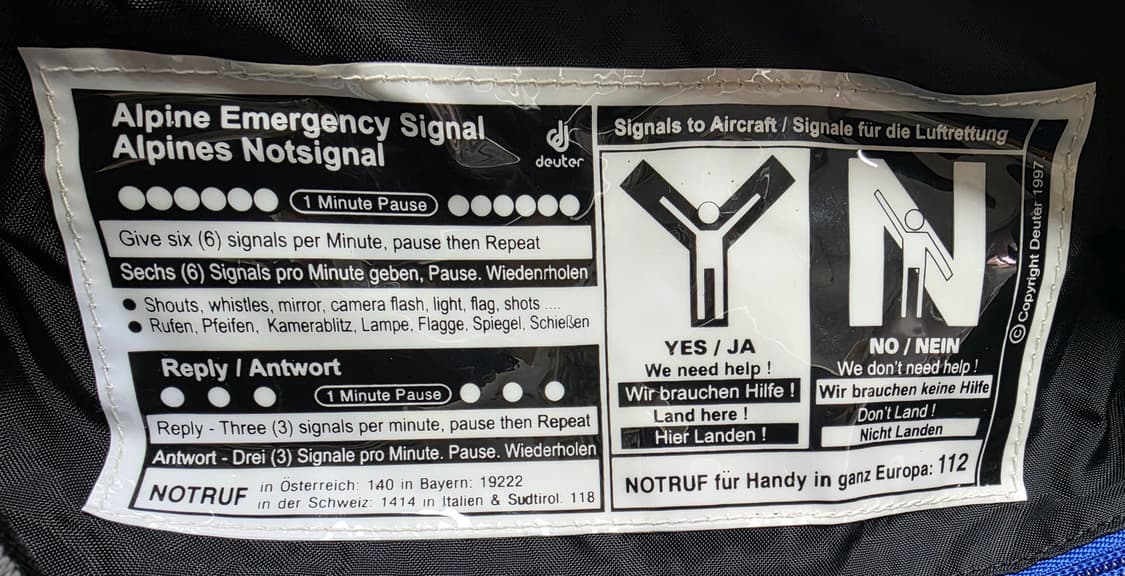 Alpine Emergency Signal
Alpines Notsignal
deuter
1 Minute Pause
Give six (6) signals per Minute, pause then Repeat
Sechs (6) Signals pro Minute geben, Pause. Wiedenrholen
● Shouts, whistles, mirror, camera flash, light, flag, shots ....
● Rufen, Pfeifen, Kamerablitz, Lampe, Flagge, Spiegel, Schießen
Reply / Antwort
1 Minute Pause
Reply - Three (3) signals per minute, pause then Repeat
Antwort - Drei (3) Signale pro Minute. Pause. Wiederholen
NOTRUF in Österreich: 140 in Bayern: 19222
in der Schweiz: 1414 in Italien & Sudtirol. 118
Signals to Aircraft / Signale für die Luftrettung
YES / JA
We need help !
Wir brauchen Hilfe !
Land here !
Hier Landen !
N
NO / NEIN
We don't need help !
Wir brauchen keine Hilfe
Don't Land !
Nicht Landen
NOTRUF für Handy in ganz Europa: 112
© Copyright Deuter 1997